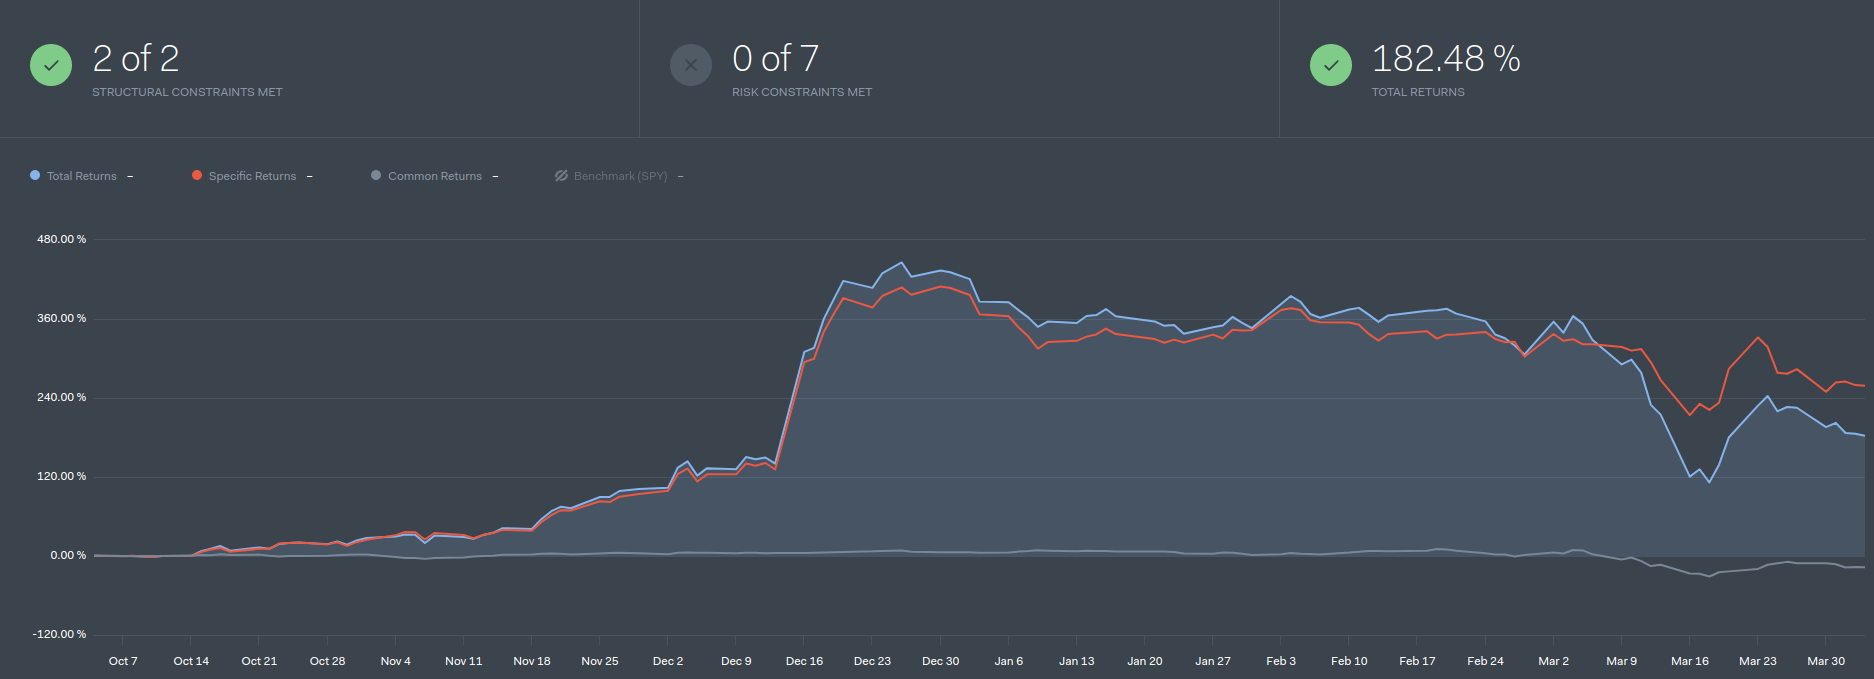 2 of 2
STRUCTURAL CONSTRAINTS MET
0 of 7
RISK CONSTRAINTS MET
182.48 %
TOTAL RETURNS
Total Returns –
Specific Returns –
Common Returns –
Benchmark (SPY) –
480.00 %
360.00 %
240.00 %
120.00 %
0.00 %
-120.00 %
Oct 7 Oct 14 Oct 21 Oct 28 Nov 4 Nov 11 Nov 18 Nov 25 Dec 2 Dec 9 Dec 16 Dec 23 Dec 30 Jan 6 Jan 13 Jan 20 Jan 27 Feb 3 Feb 10 Feb 17 Feb 24 Mar 2 Mar 9 Mar 16 Mar 23 Mar 30